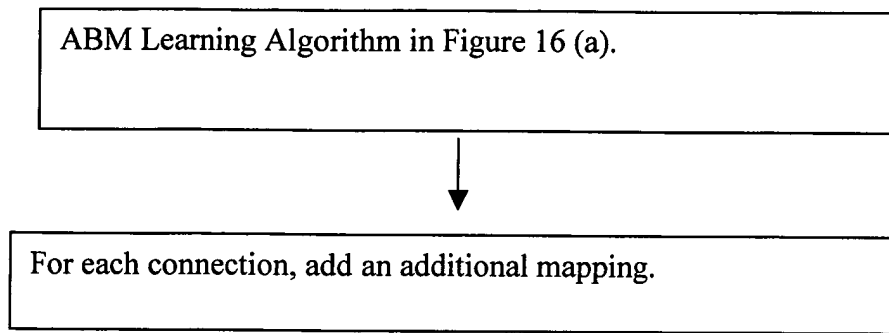 ABM Learning Algorithm in Figure 16 (a).
For each connection, add an additional mapping.